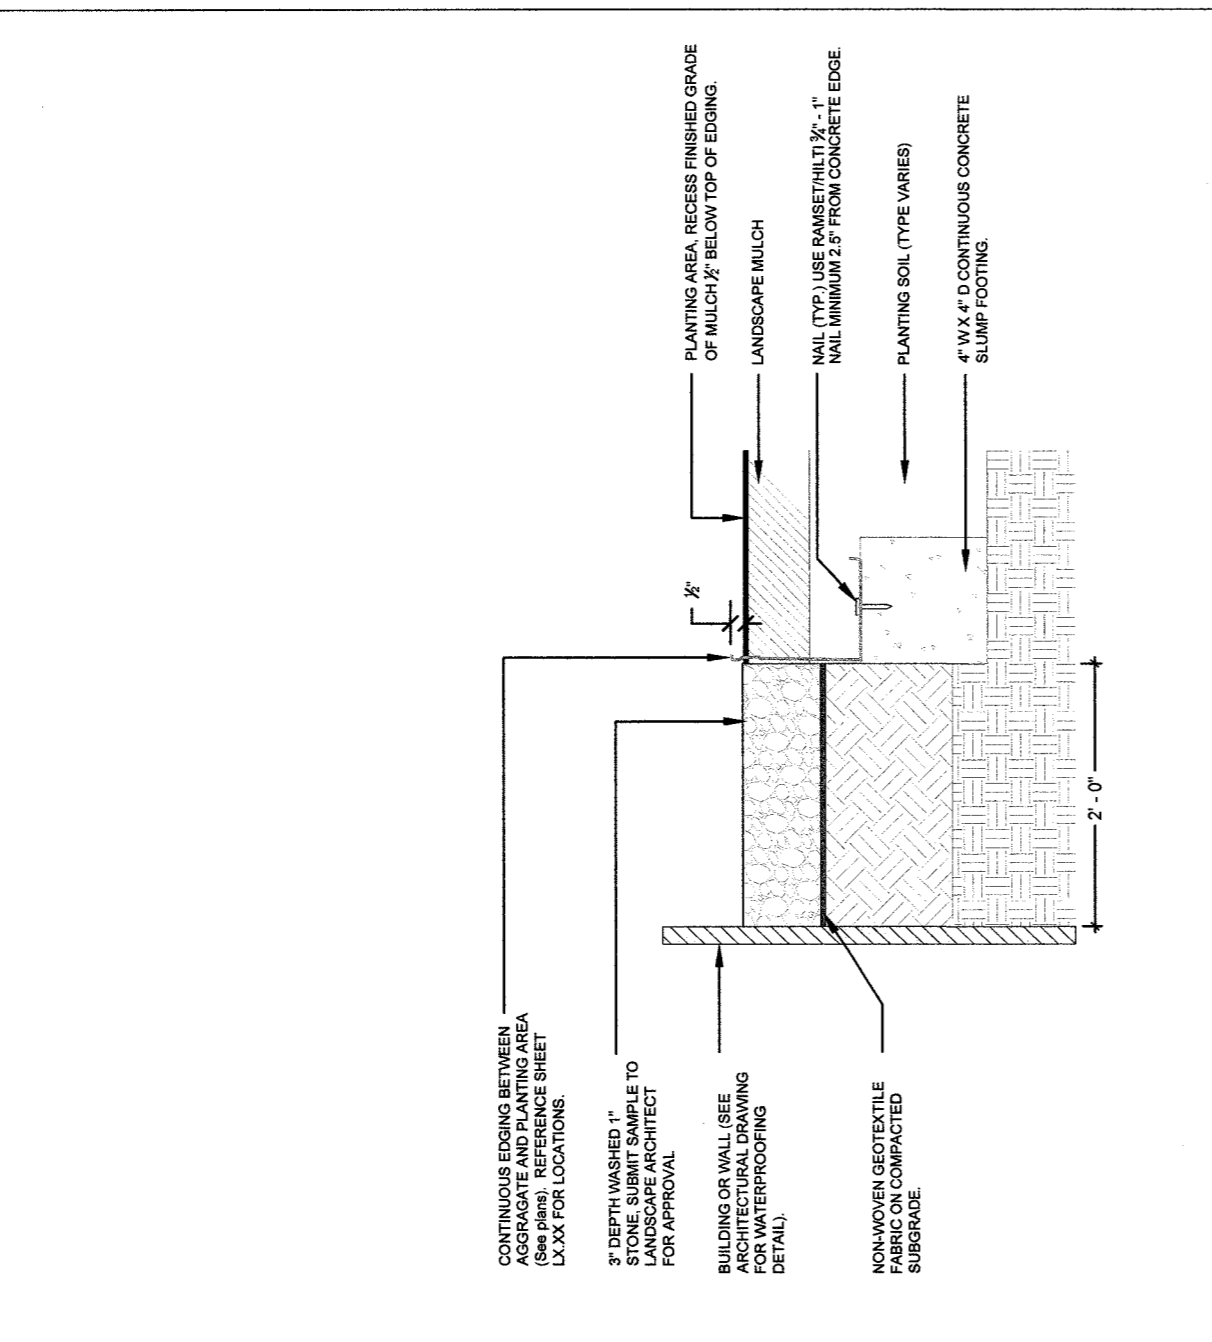 CONTINUOUS EDGING BETWEEN
AGGRAGATE AND PLANTING AREA
(See plans). REFERENCE SHEET
LX.XX FOR LOCATIONS.
3" DEPTH WASHED 1"
STONE, SUBMIT SAMPLE TO
LANDSCAPE ARCHITECT
FOR APPROVAL
BUILDING OR WALL (SEE
ARCHITECTURAL DRAWING
FOR WATERPROOFING
DETAIL).
NON-WOVEN GEOTEXTILE
FABRIC ON COMPACTED
SUBGRADE.
½"
2' - 0"
PLANTING AREA, RECESS FINISHED GRADE
OF MULCH ½" BELOW TOP OF EDGING.
LANDSCAPE MULCH
NAIL (TYP.) USE RAMSET/HILTI ¾" - 1"
NAIL MINIMUM 2.5" FROM CONCRETE EDGE.
PLANTING SOIL (TYPE VARIES)
4" W X 4" D CONTINUOUS CONCRETE
SLUMP FOOTING.